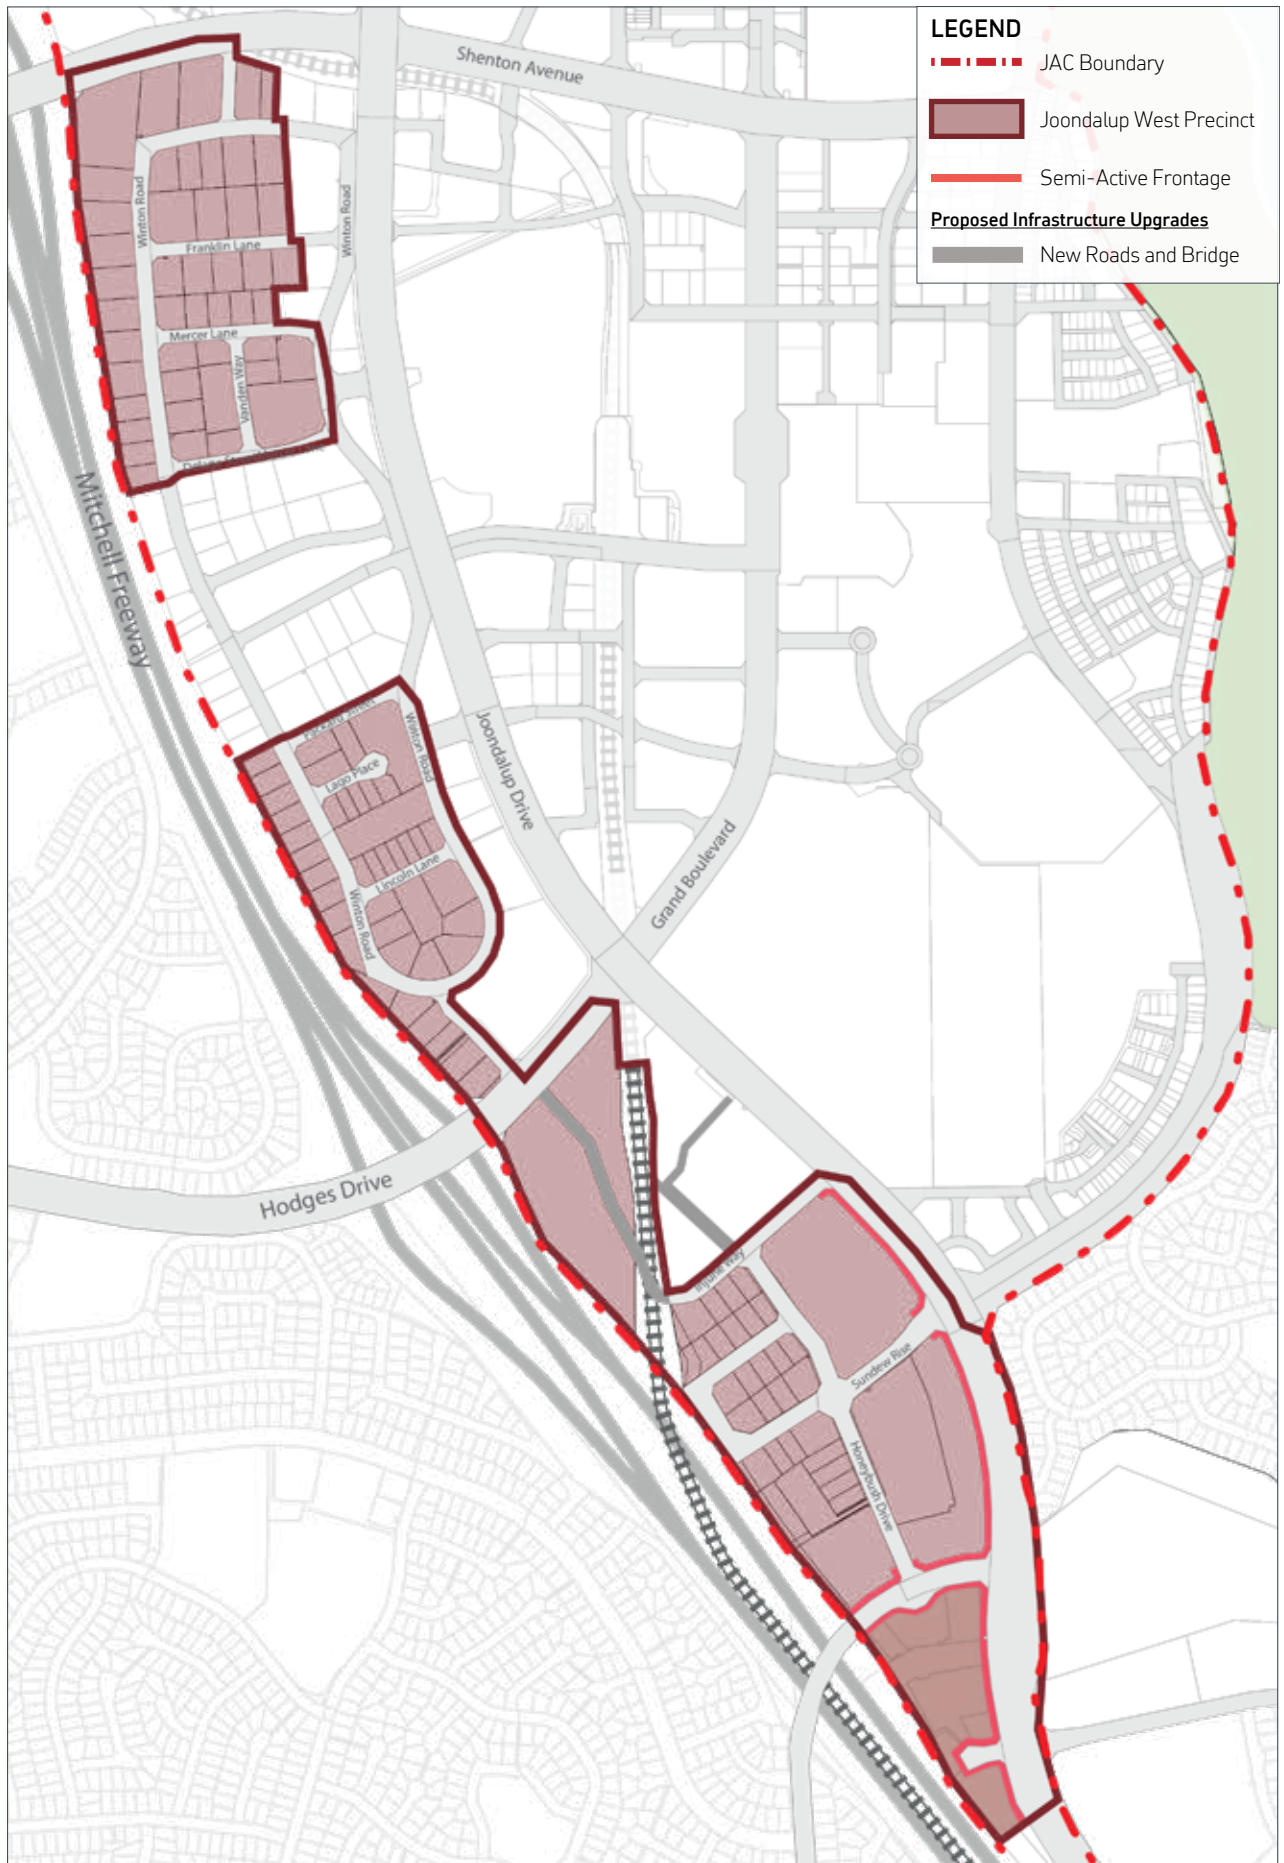 LEGEND
JAC Boundary
Joondalup West Precinct
Semi-Active Frontage
Proposed Infrastructure Upgrades
New Roads and Bridge
Shenton Avenue
Winton Road
Winton Road
Franklin Lane
Mercer Lane
Vanden Way
Mitchell Freeway
Packard Street
Winton Road
Lago Place
Joondalup Drive
Lincoln Lane
Winton Road
Grand Boulevard
Hodges Drive
Injune Way
Sundew Rise
Honeybush Drive